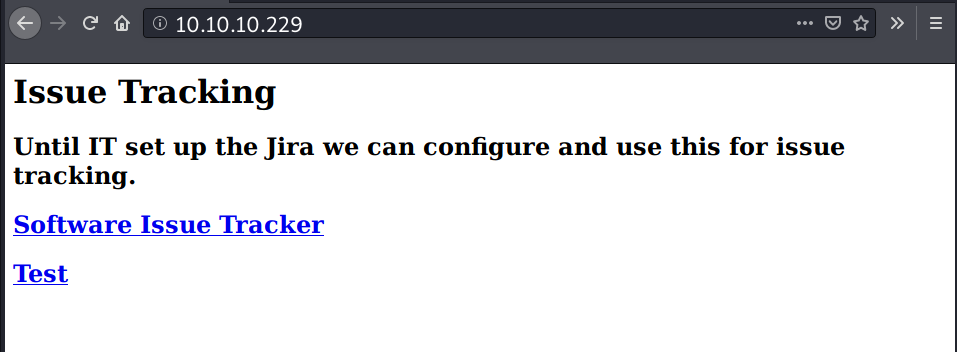 10.10.10.229
Issue Tracking
Until IT set up the Jira we can configure and use this for issue
tracking.
Software Issue Tracker
Test